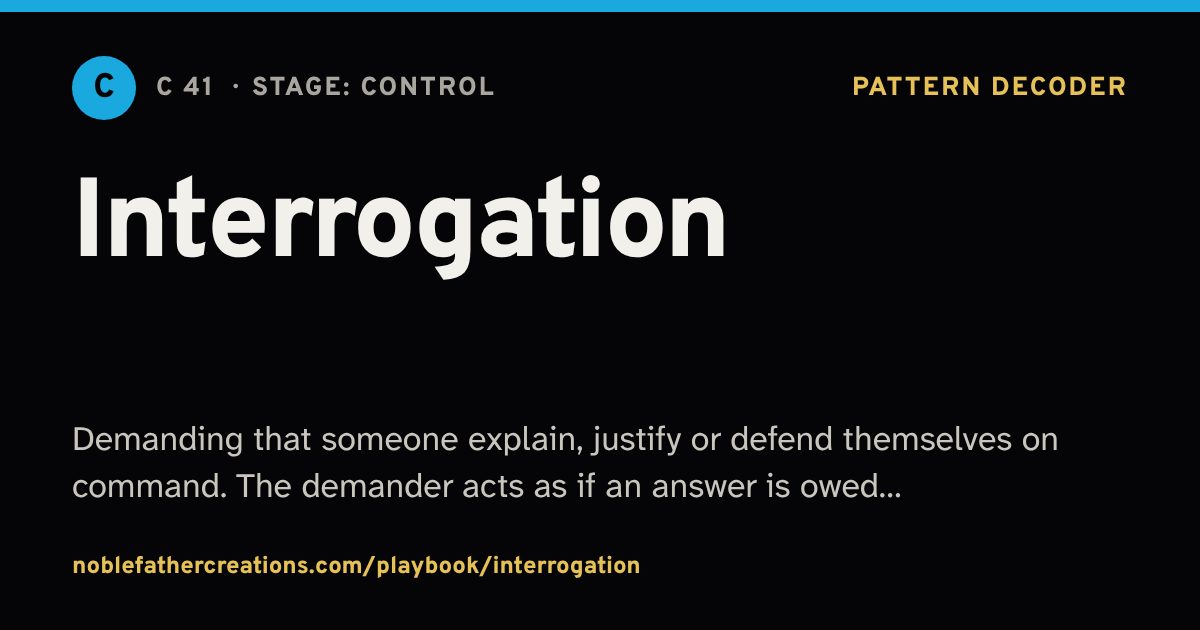 C C 41 · STAGE: CONTROL PATTERN DECODER
Interrogation
Demanding that someone explain, justify or defend themselves on
command. The demander acts as if an answer is owed...
noblefathercreations.com/playbook/interrogation